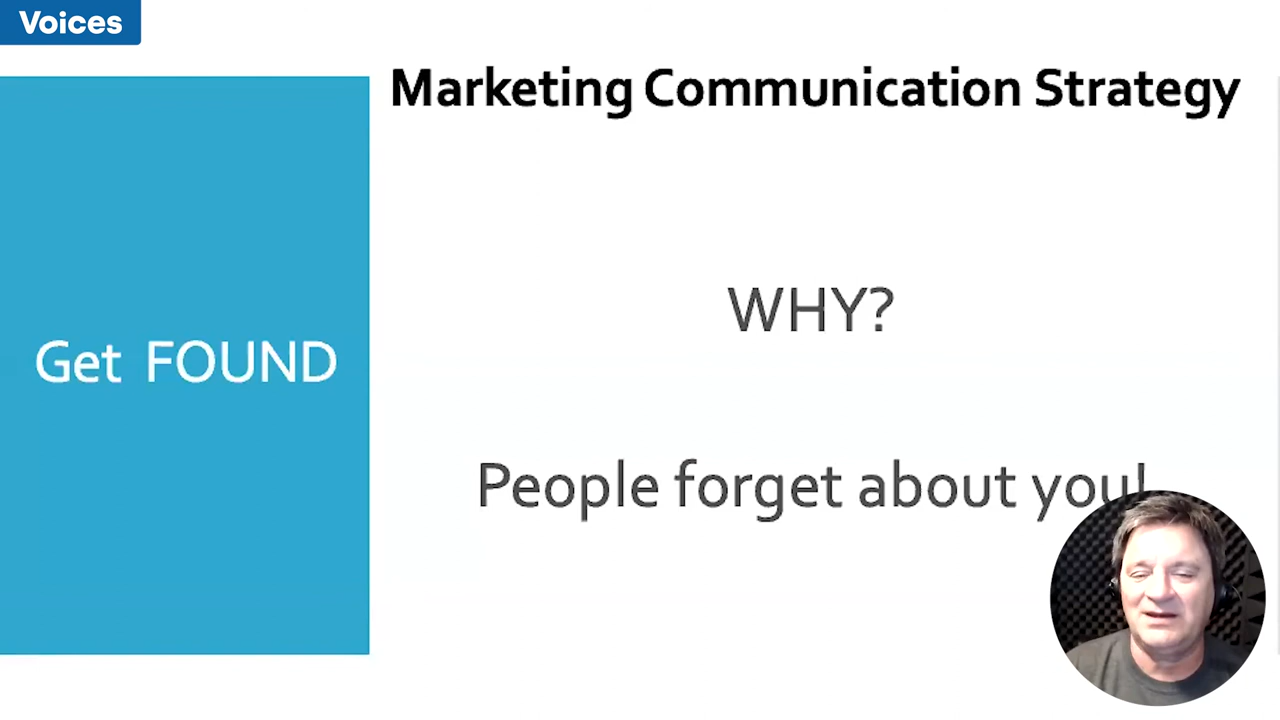 Voices
Marketing Communication Strategy
Get FOUND
WHY?
People forget about you!